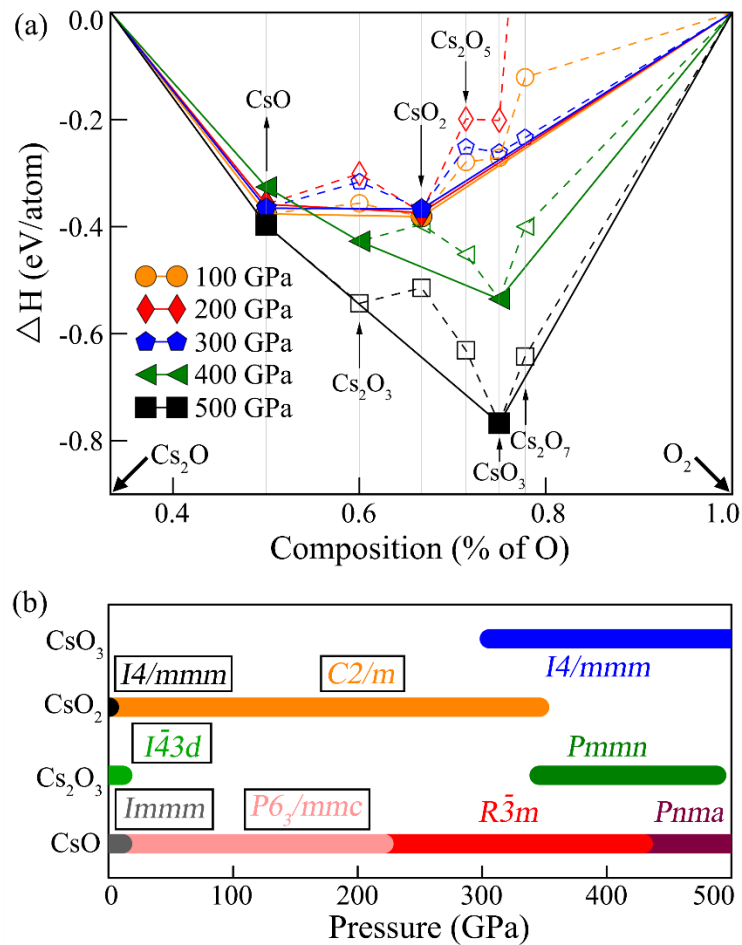 (a)
0.0
-0.2
-0.4
-0.6
-0.8
ΔH (eV/atom)
Cs₂O₅
CsO
CsO₂
100 GPa
200 GPa
300 GPa
400 GPa
500 GPa
Cs₂O₃
Cs₂O₇
CsO₃
Cs₂O
O₂
0.4 0.6 0.8 1.0
Composition (% of O)
(b)
CsO₃
I4/mmm
I4/mmm C2/m
CsO₂
I4̄3d
Cs₂O₃
Pmmn
Immm P6₃/mmc R3̄m Pnma
CsO
0 100 200 300 400 500
Pressure (GPa)